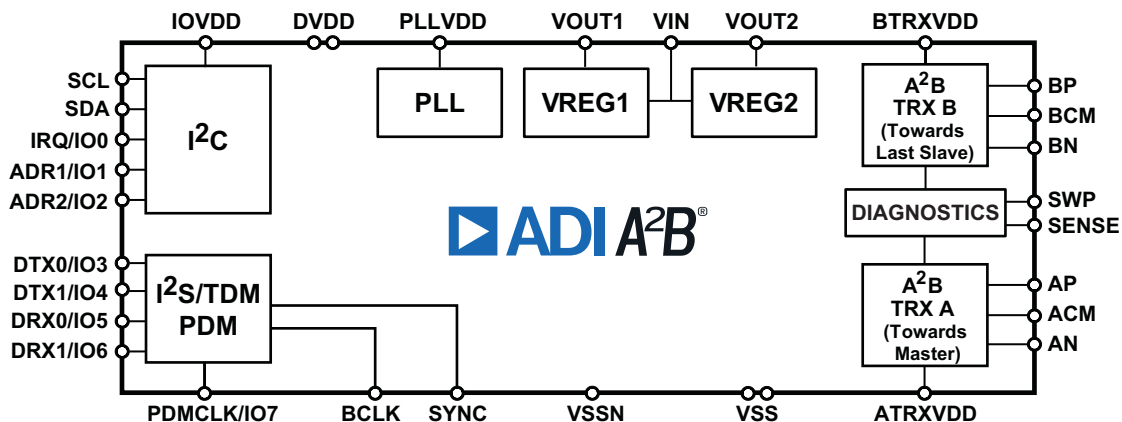 IOVDD
DVDD
PLLVDD
VOUT1
VIN
VOUT2
BTRXVDD
SCL
SDA
IRQ/IO0
ADR1/IO1
ADR2/IO2
I²C
PLL
VREG1
VREG2
A²B
TRX B
(Towards
Last Slave)
BP
BCM
BN
DIAGNOSTICS
SWP
SENSE
ADI A²B®
DTX0/IO3
DTX1/IO4
DRX0/IO5
DRX1/IO6
I²S/TDM
PDM
A²B
TRX A
(Towards
Master)
AP
ACM
AN
PDMCLK/IO7
BCLK
SYNC
VSSN
VSS
ATRXVDD